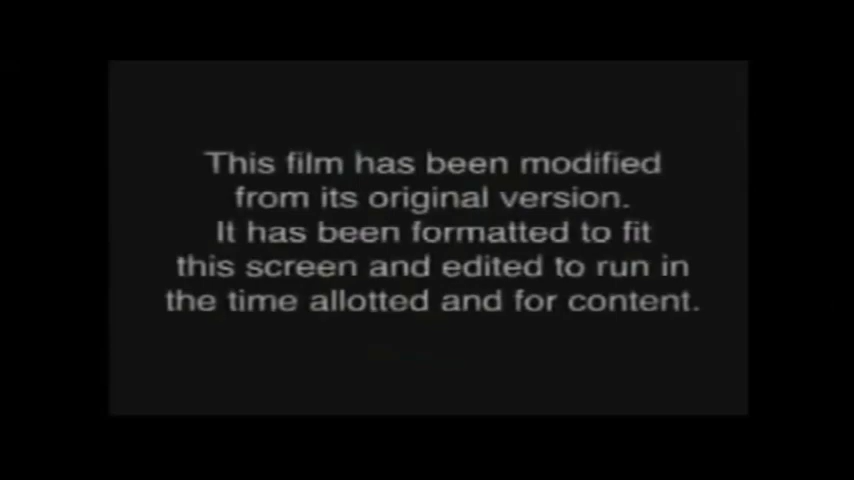 This film has been modified
from its original version.
It has been formatted to fit
this screen and edited to run in
the time allotted and for content.